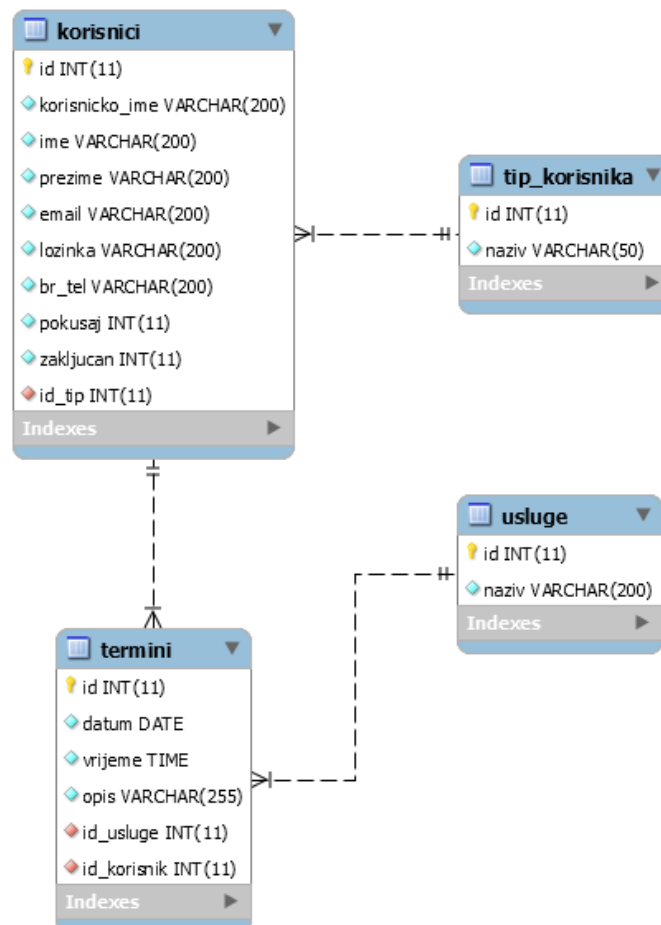 korisnici
id INT(11)
korisnicko_ime VARCHAR(200)
ime VARCHAR(200)
prezime VARCHAR(200)
email VARCHAR(200)
lozinka VARCHAR(200)
br_tel VARCHAR(200)
pokusaj INT(11)
zakljucan INT(11)
id_tip INT(11)
Indexes
tip_korisnika
id INT(11)
naziv VARCHAR(50)
Indexes
usluge
id INT(11)
naziv VARCHAR(200)
Indexes
termini
id INT(11)
datum DATE
vrijeme TIME
opis VARCHAR(255)
id_usluge INT(11)
id_korisnik INT(11)
Indexes